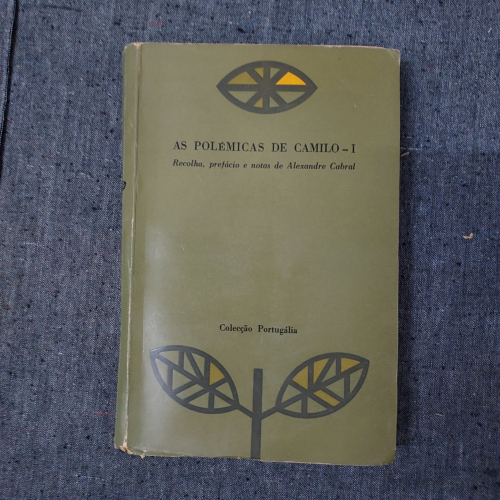 AS POLÉMICAS DE CAMILO – I
Recolha, prefácio e notas de Alexandre Cabral
Colecção Portugália